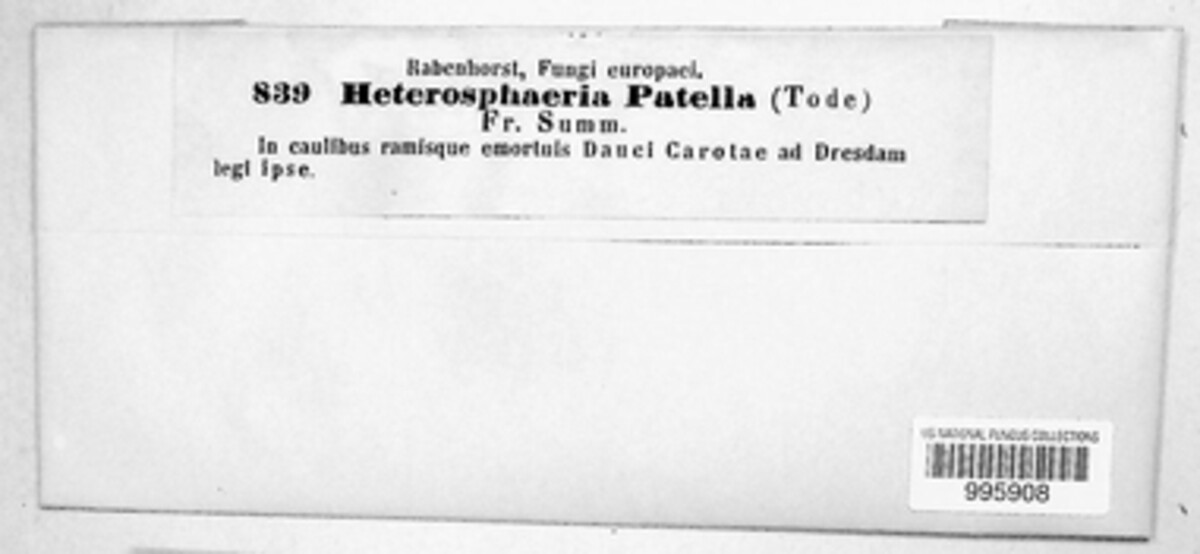 Rabenhorst, Fungi europaei.
839 Heterosphaeria Patella (Tode)
Fr. Summ.
In caulibus ramisque emortuis Dauci Carotae ad Dresdam
legi ipse.
US NATIONAL FUNGUS COLLECTIONS
995908